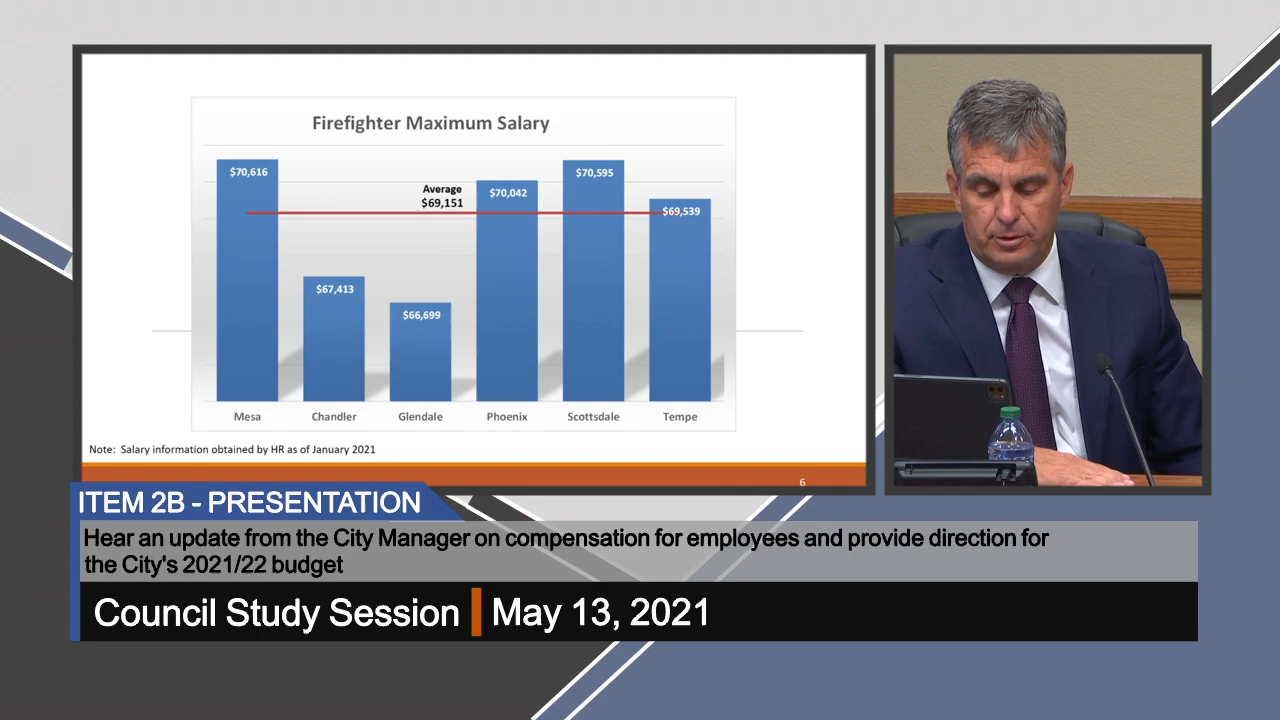 Firefighter Maximum Salary
$70,616
$67,413
$66,699
$70,042
$70,595
$69,539
Average
$69,151
Mesa
Chandler
Glendale
Phoenix
Scottsdale
Tempe
Note: Salary information obtained by HR as of January 2021
6
ITEM 2B - PRESENTATION
Hear an update from the City Manager on compensation for employees and provide direction for
the City's 2021/22 budget
Council Study Session May 13, 2021